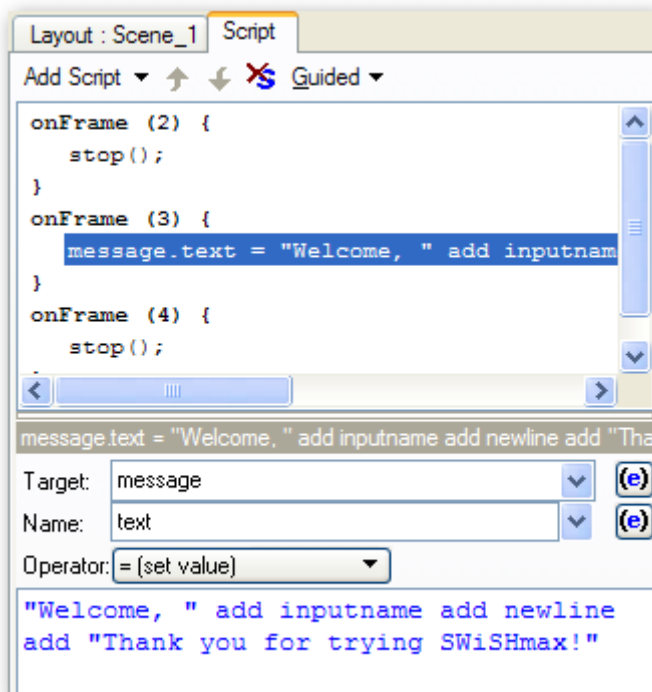 Layout : Scene_1 Script
Add Script Guided
onFrame (2) {
stop();
}
onFrame (3) {
message.text = "Welcome, " add inputnam
}
onFrame (4) {
stop();
message.text = "Welcome, " add inputname add newline add "Tha
Target: message (e)
Name: text (e)
Operator: = (set value)
"Welcome, " add inputname add newline
add "Thank you for trying SWiSHmax!"